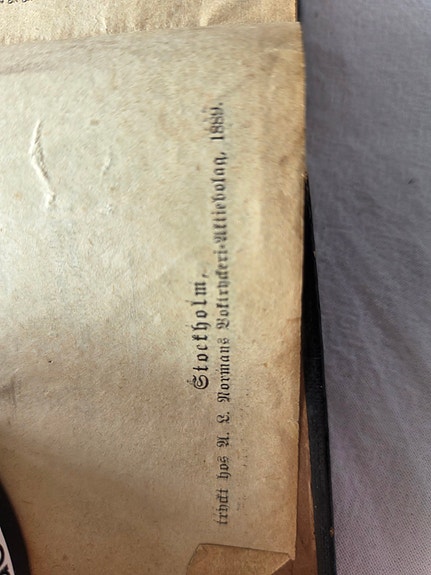 Stockholm,
tryckt hos A. L. Normans Boktryckeri-Aktiebolag, 1889.